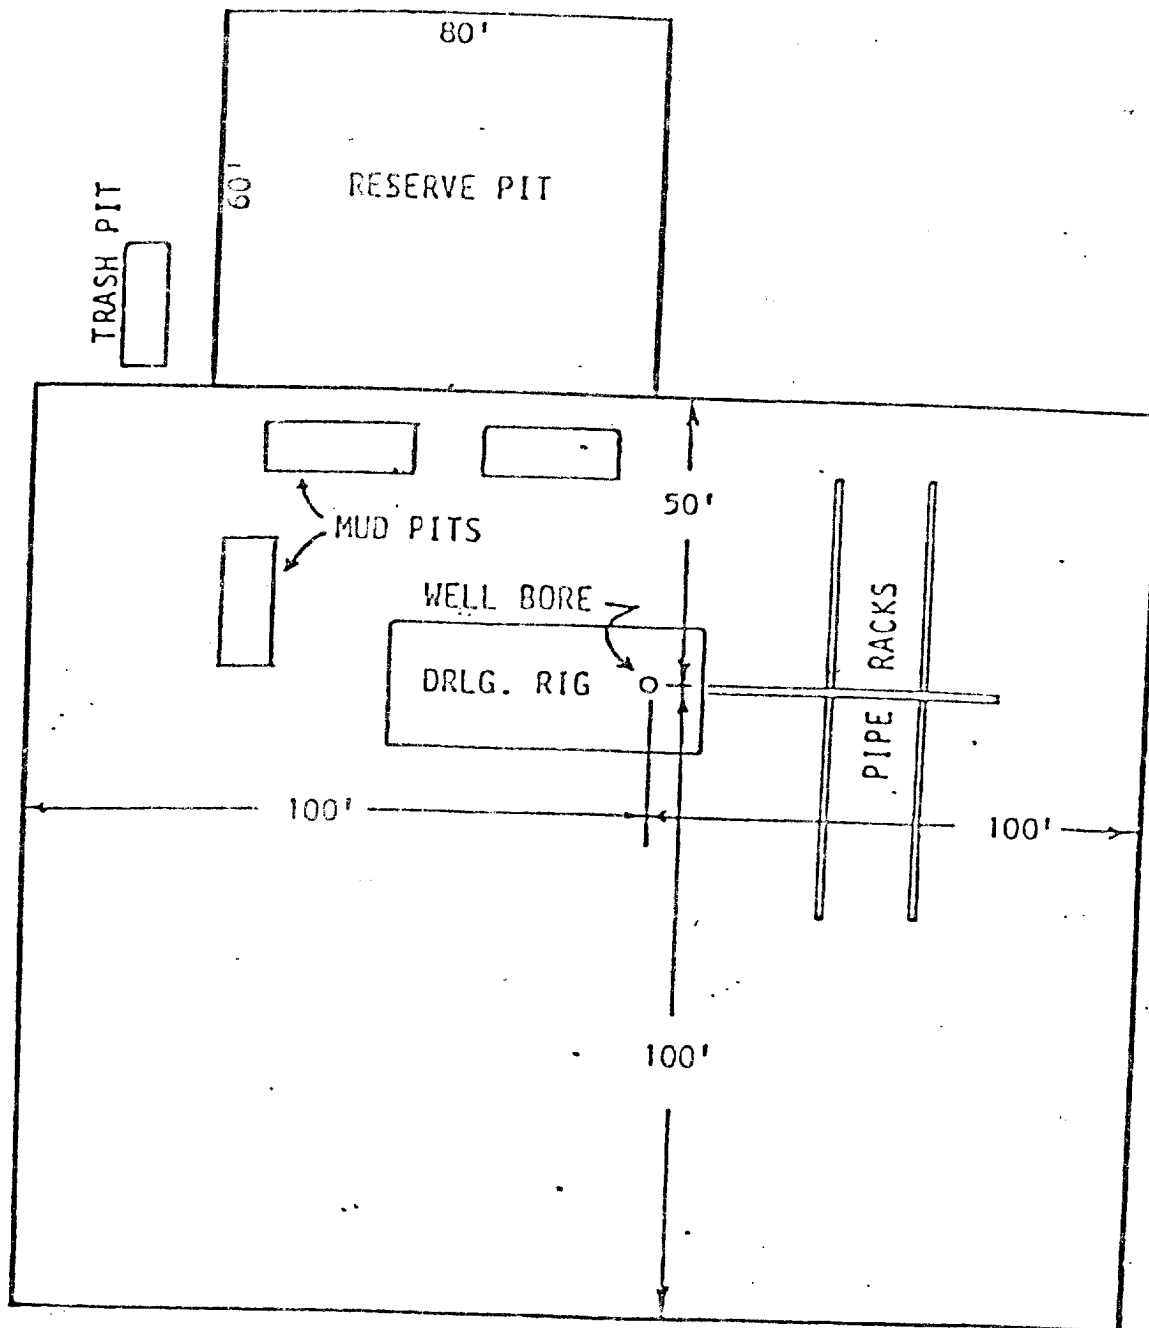 80'
60'
RESERVE PIT
TRASH PIT
50'
MUD PITS
WELL BORE
DRLG. RIG
PIPE RACKS
100'
100'
100'